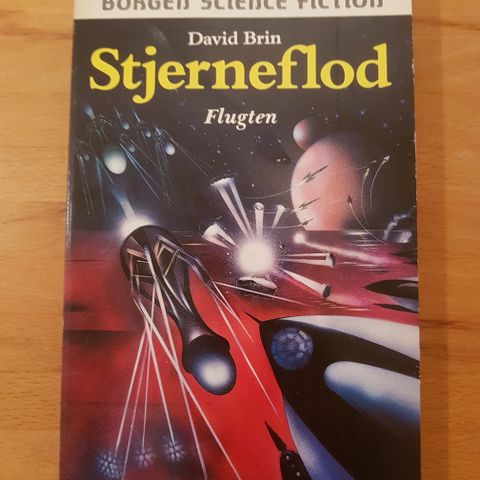 BORGEN SCIENCE FICTION
David Brin
Stjerneflod
Flugten